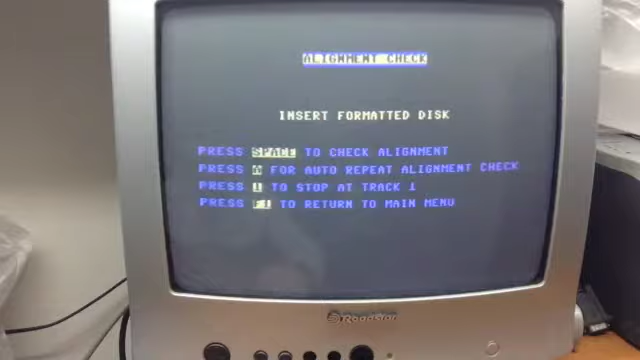 ALIGNMENT CHECK
INSERT FORMATTED DISK
PRESS SPACE TO CHECK ALIGNMENT
PRESS A FOR AUTO REPEAT ALIGNMENT CHECK
PRESS 1 TO STOP AT TRACK 1
PRESS F1 TO RETURN TO MAIN MENU
Roadstar